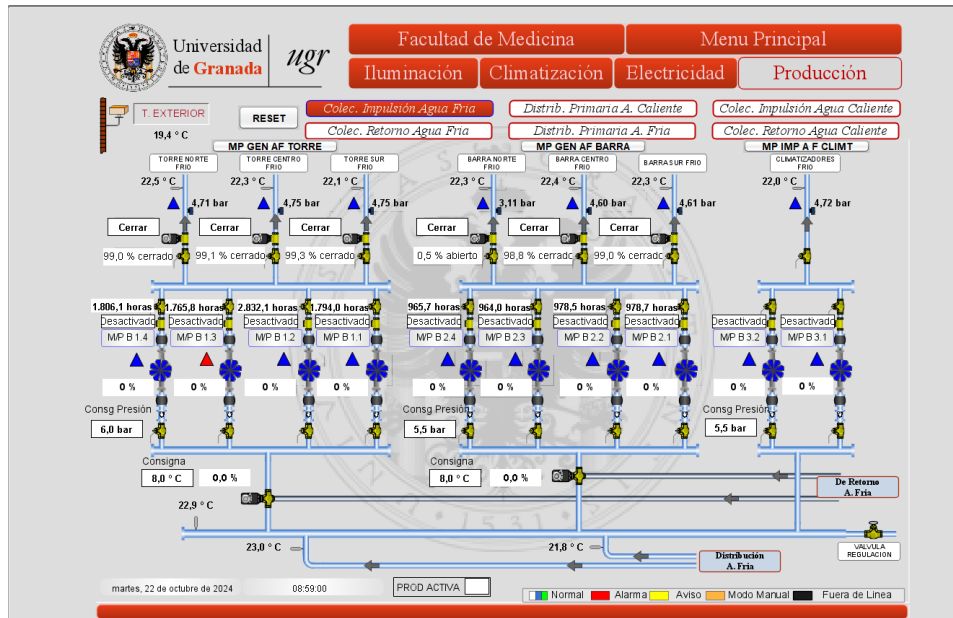 Universidad
de Granada
ugr
Facultad de Medicina
Menu Principal
Iluminación
Climatización
Electricidad
Producción
T. EXTERIOR
19,4 ° C
RESET
Colec. Impulsión Agua Fria
Distrib. Primaria A. Caliente
Colec. Impulsión Agua Caliente
Colec. Retorno Agua Fria
Distrib. Primaria A. Fria
Colec. Retorno Agua Caliente
MP GEN AF TORRE
MP GEN AF BARRA
MP IMP A F CLIMT
TORRE NORTE
FRIO
TORRE CENTRO
FRIO
TORRE SUR
FRIO
BARRA NORTE
FRIO
BARRA CENTRO
FRIO
BARRA SUR FRIO
CLIMATIZADORES
FRIO
22,5 ° C
22,3 ° C
22,1 ° C
22,3 ° C
22,4 ° C
22,3 ° C
22,0 ° C
4,71 bar
4,75 bar
4,75 bar
3,11 bar
4,60 bar
4,61 bar
4,72 bar
Cerrar
Cerrar
Cerrar
Cerrar
Cerrar
Cerrar
99,0 % cerrado
99,1 % cerrado
99,3 % cerrado
0,5 % abierto
98,8 % cerrado
99,0 % cerrado
1.806,1 horas
1.765,8 horas
2.832,1 horas
1.794,0 horas
965,7 horas
964,0 horas
978,5 horas
978,7 horas
Desactivado
Desactivado
Desactivado
Desactivado
Desactivado
Desactivado
Desactivado
Desactivado
Desactivado
Desactivado
M/P B 1.4
M/P B 1.3
M/P B 1.2
M/P B 1.1
M/P B 2.4
M/P B 2.3
M/P B 2.2
M/P B 2.1
M/P B 3.2
M/P B 3.1
0 %
0 %
0 %
0 %
0 %
0 %
0 %
0 %
0 %
0 %
Consg Presión
6,0 bar
Consg Presión
5,5 bar
Consg Presión
5,5 bar
Consigna
8,0 ° C
0,0 %
Consigna
8,0 ° C
0,0 %
De Retorno
A. Fria
22,9 ° C
1531
23,0 ° C
21,8 ° C
VALVULA
REGULACION
Distribución
A. Fria
martes, 22 de octubre de 2024
08:59:00
PROD ACTIVA
Normal
Alarma
Aviso
Modo Manual
Fuera de Linea